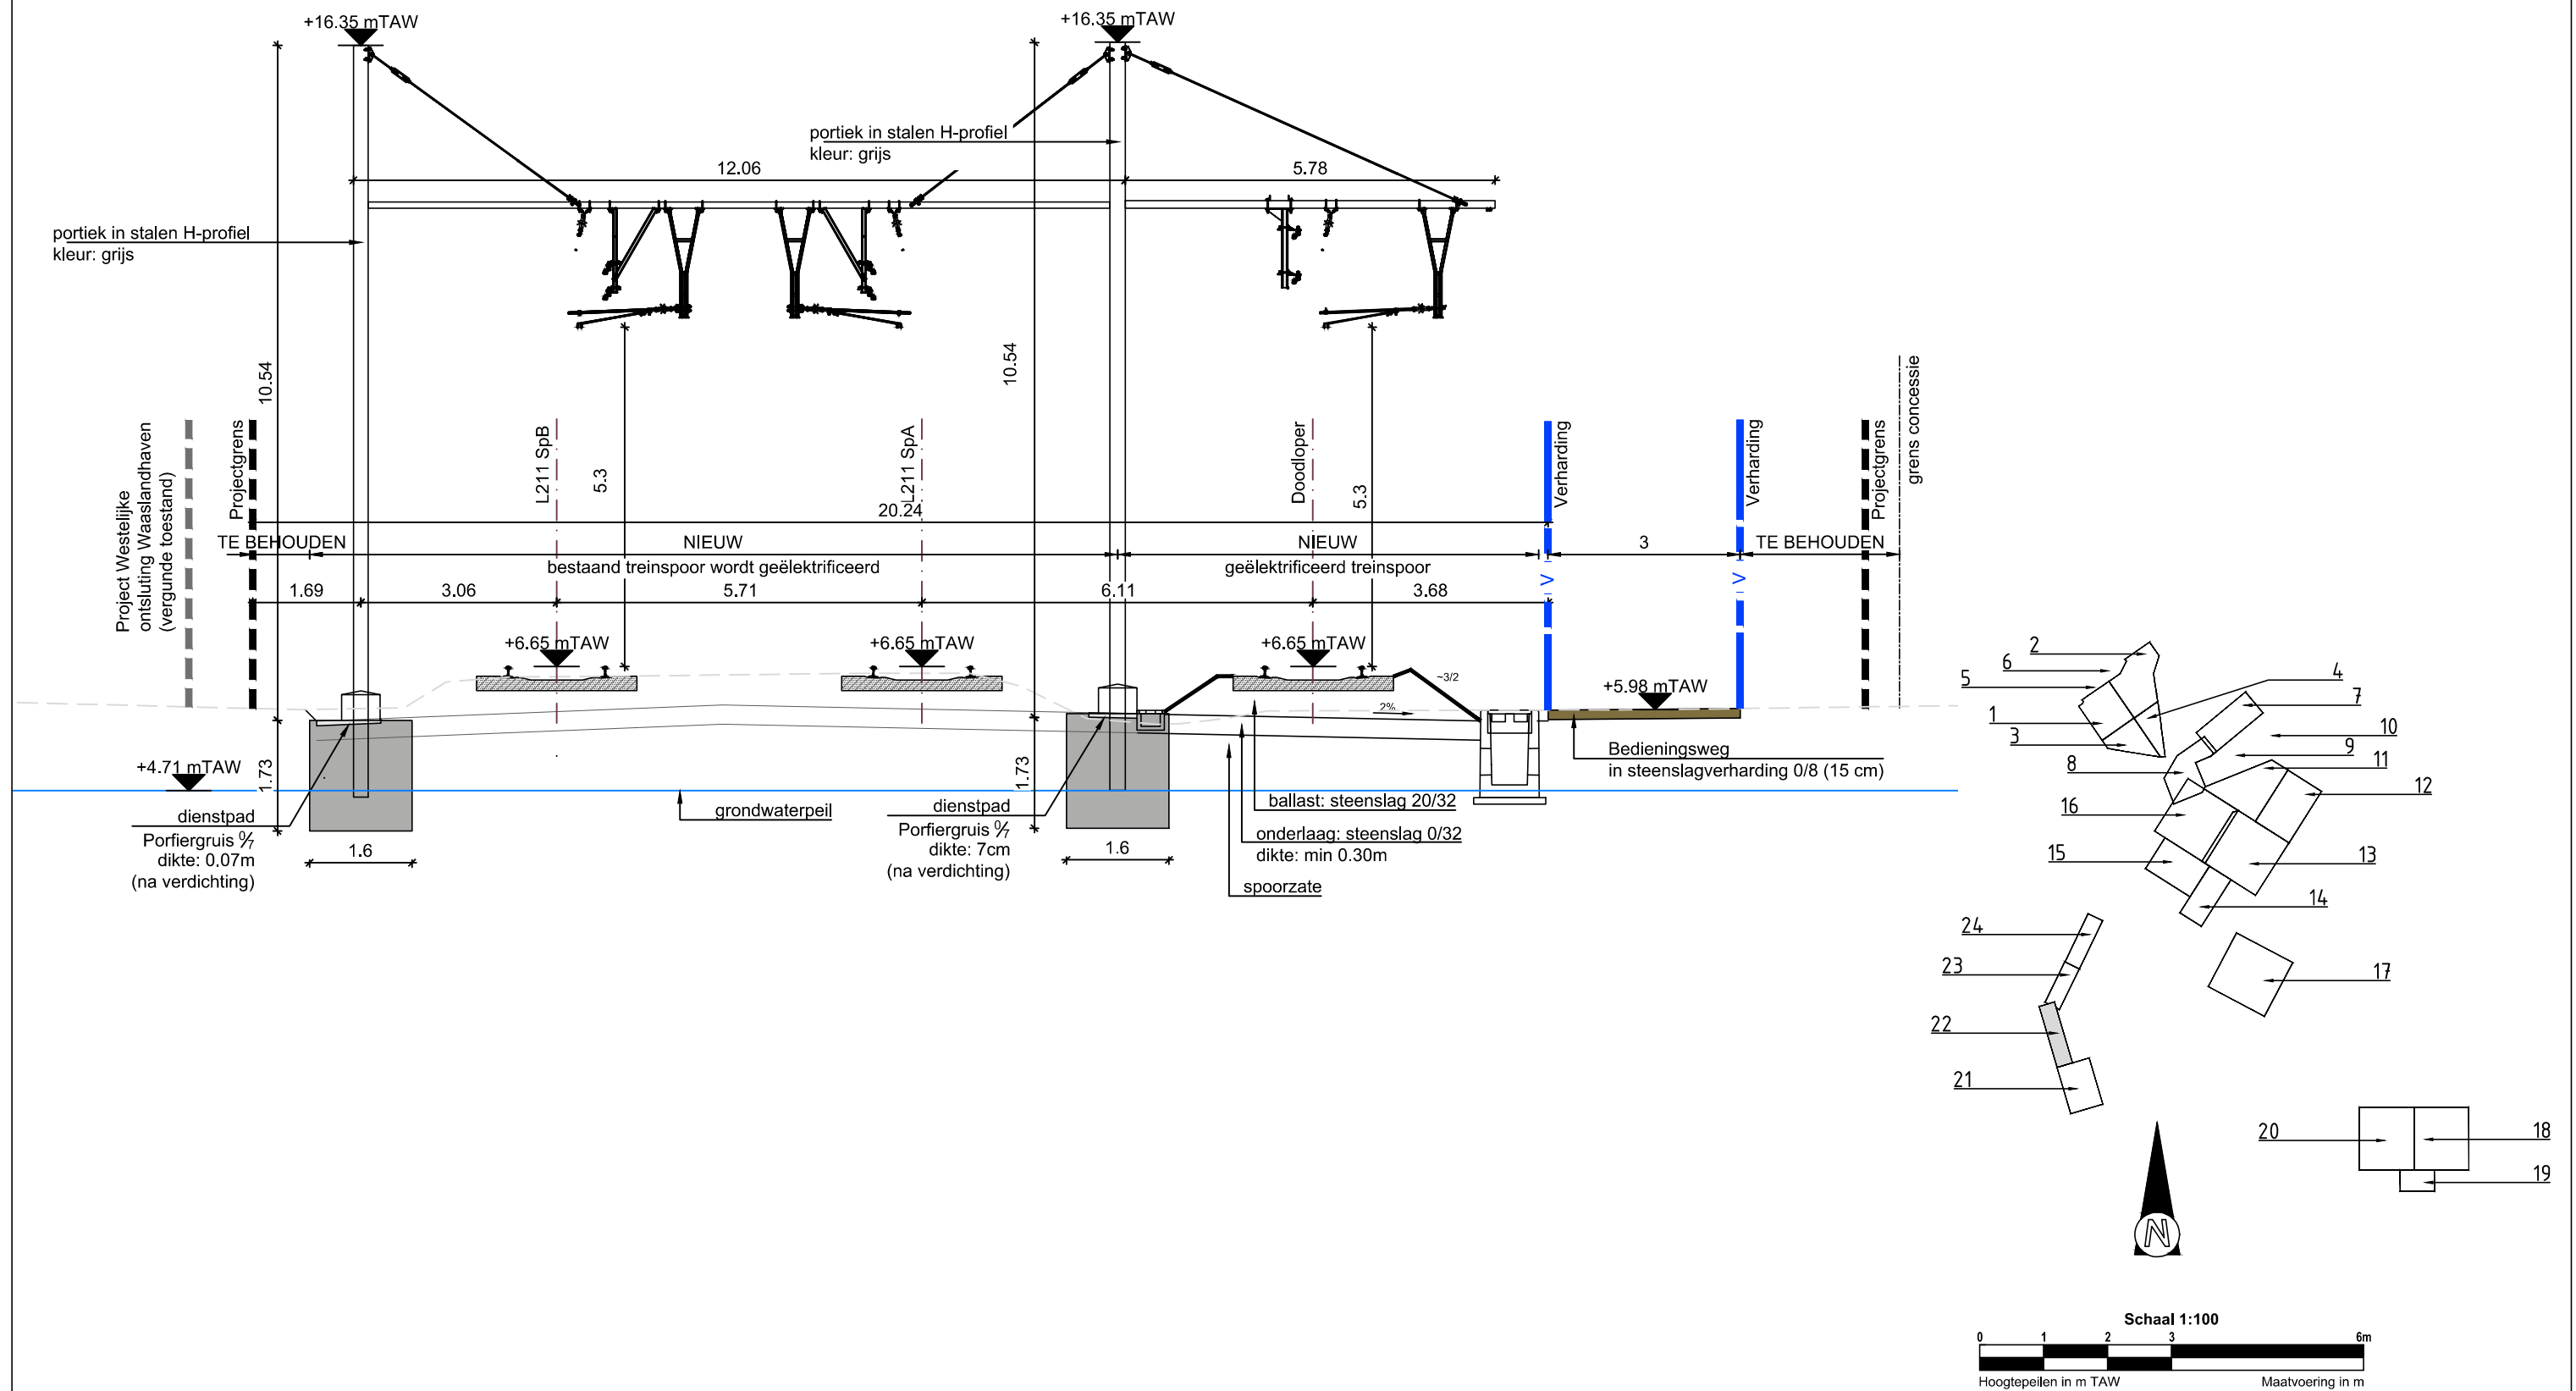 +16.35 mTAW
+16.35 mTAW
portiek in stalen H-profiel
kleur: grijs
12.06
5.78
portiek in stalen H-profiel
kleur: grijs
10.54
10.54
Project Westelijke
ontsluting Waaslandhaven
(vergunde toestand)
Projectgrens
L211 SpB
5.3
L211 SpA
Doodloper
5.3
Verharding
Verharding
Projectgrens
grens concessie
20.24
TE BEHOUDEN
NIEUW
NIEUW
3
TE BEHOUDEN
bestaand treinspoor wordt geëlektrificeerd
geëlektrificeerd treinspoor
V
V
1.69
3.06
5.71
6.11
3.68
+6.65 mTAW
+6.65 mTAW
+6.65 mTAW
~3/2
2%
+5.98 mTAW
+4.71 mTAW
1.73
1.73
Bedieningsweg
in steenslagverharding 0/8 (15 cm)
dienstpad
Porfiergruis 0/7
dikte: 0,07m
(na verdichting)
1.6
grondwaterpeil
dienstpad
Porfiergruis 0/7
dikte: 7cm
(na verdichting)
1.6
ballast: steenslag 20/32
onderlaag: steenslag 0/32
dikte: min 0.30m
spoorzate
2
6
5
4
7
1
3
10
9
8
11
12
16
15
13
14
24
23
17
22
21
20
18
19
N
Schaal 1:100
0 1 2 3 6m
Hoogtepeilen in m TAW
Maatvoering in m